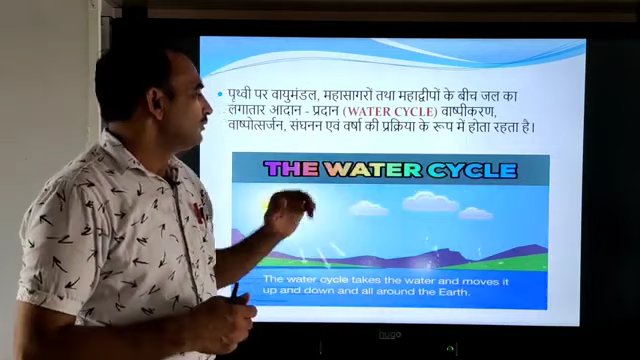 पृथ्वी पर वायुमंडल, महासागरों तथा महाद्वीपों के बीच जल का
लगातार आदान - प्रदान (WATER CYCLE) वाष्पीकरण,
वाष्पोत्सर्जन, संघनन एवं वर्षा की प्रक्रिया के रूप में होता रहता है।
THE WATER CYCLE
The water cycle takes the water and moves it
up and down and all around the Earth.
hugo